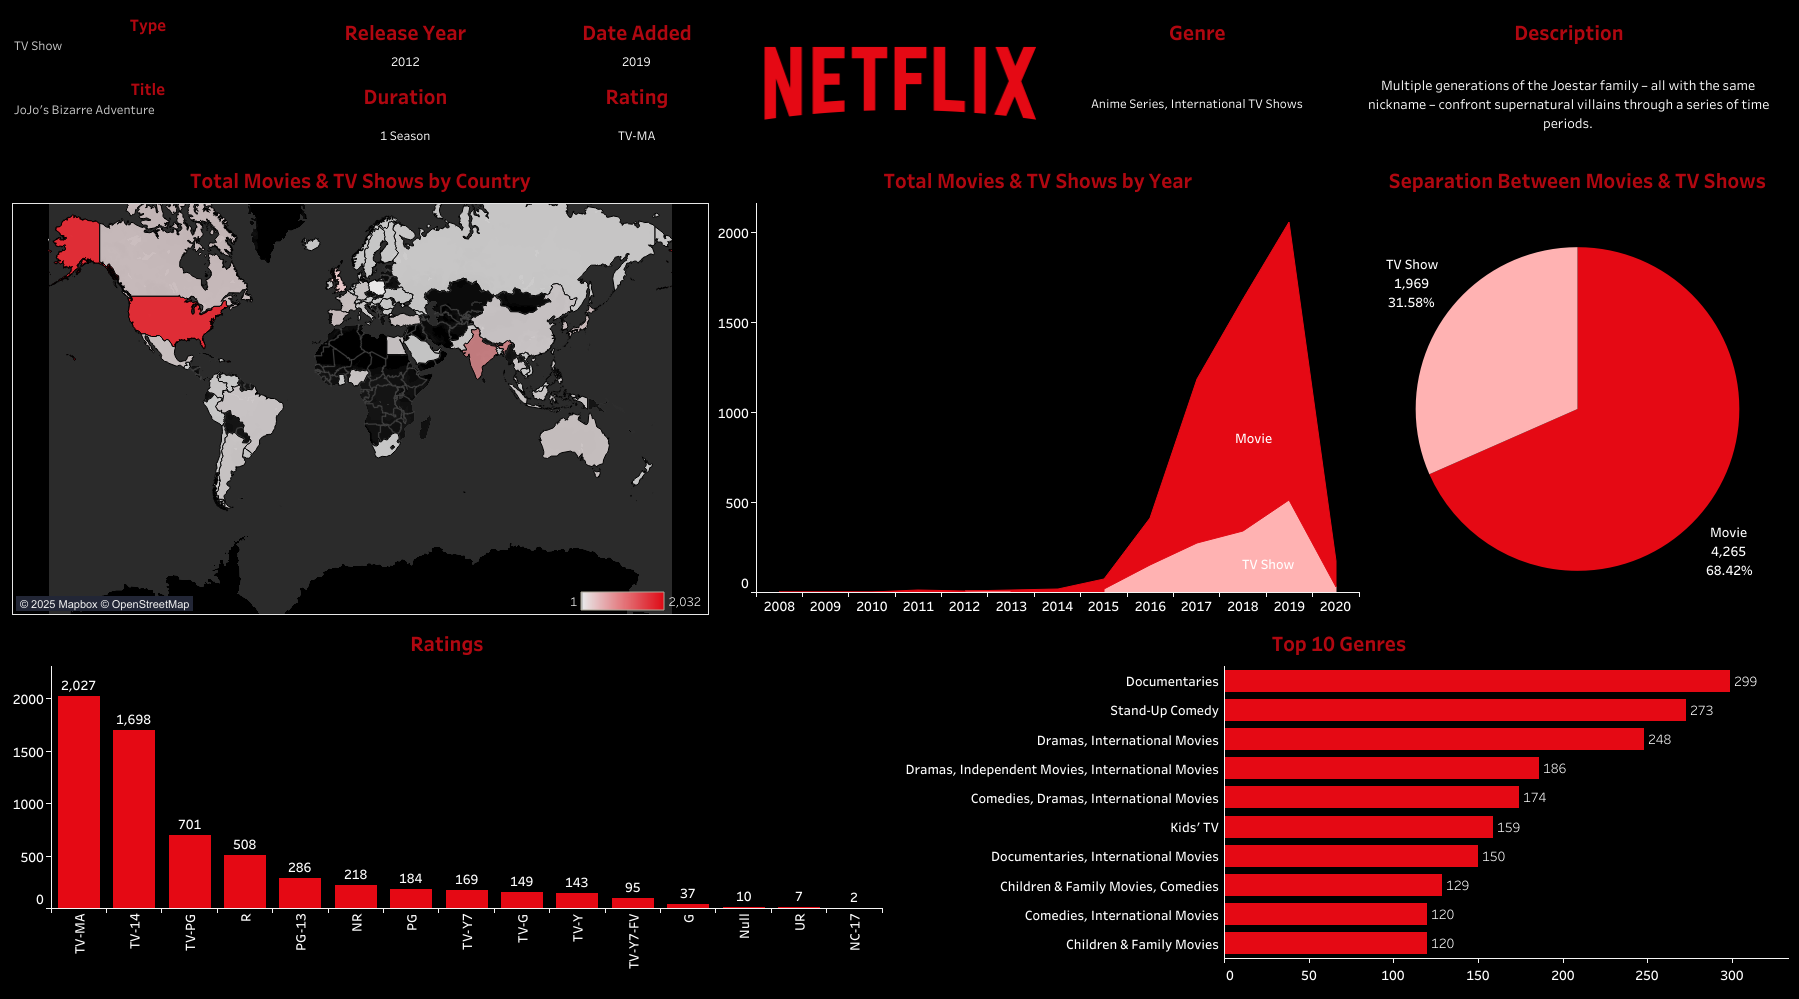 Type
TV Show
Title
JoJo's Bizarre Adventure
Release Year
2012
Duration
1 Season
Date Added
2019
Rating
TV-MA
NETFLIX
Genre
Anime Series, International TV Shows
Description
Multiple generations of the Joestar family – all with the same
nickname – confront supernatural villains through a series of time
periods.
Total Movies & TV Shows by Country
© 2025 Mapbox © OpenStreetMap
1
2,032
Total Movies & TV Shows by Year
2000
1500
1000
500
0
Movie
TV Show
2008 2009 2010 2011 2012 2013 2014 2015 2016 2017 2018 2019 2020
Separation Between Movies & TV Shows
TV Show
1,969
31.58%
Movie
4,265
68.42%
Ratings
2000
1500
1000
500
0
2,027 1,698 701 508 286 218 184 169 149 143 95 37 10 7 2
TV-MA TV-14 TV-PG R PG-13 NR PG TV-Y7 TV-G TV-Y TV-Y7-FV G Null UR NC-17
Top 10 Genres
Documentaries 299
Stand-Up Comedy 273
Dramas, International Movies 248
Dramas, Independent Movies, International Movies 186
Comedies, Dramas, International Movies 174
Kids' TV 159
Documentaries, International Movies 150
Children & Family Movies, Comedies 129
Comedies, International Movies 120
Children & Family Movies 120
0 50 100 150 200 250 300